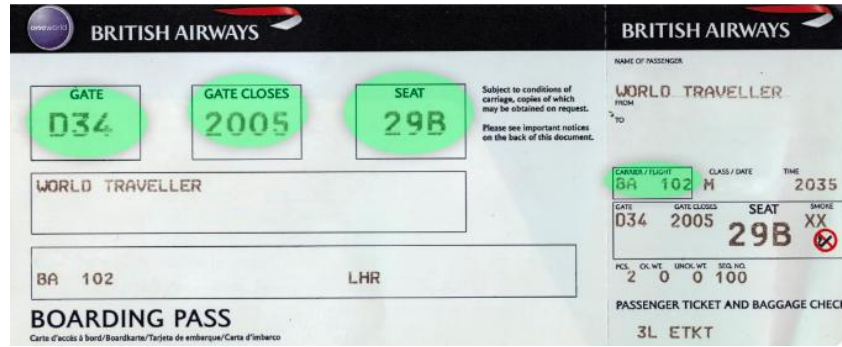 oneworld
BRITISH AIRWAYS
GATE
D34
GATE CLOSES
2005
SEAT
29B
Subject to conditions of
carriage, copies of which
may be obtained on request.
Please see important notices
on the back of this document.
WORLD TRAVELLER
BA 102 LHR
BOARDING PASS
Carte d'accès à bord/Boardkarte/Tarjeta de embarque/Carta d'imbarco
BRITISH AIRWAYS
NAME OF PASSENGER
WORLD TRAVELLER
FROM
TO
CARRIER / FLIGHT CLASS / DATE TIME
BA 102 M 2035
GATE GATE CLOSES SEAT SMOKE
D34 2005 29B XX
PCS. CK. WT. UNCK. WT. SEQ. NO.
2 0 0 100
PASSENGER TICKET AND BAGGAGE CHEC
3L ETKT